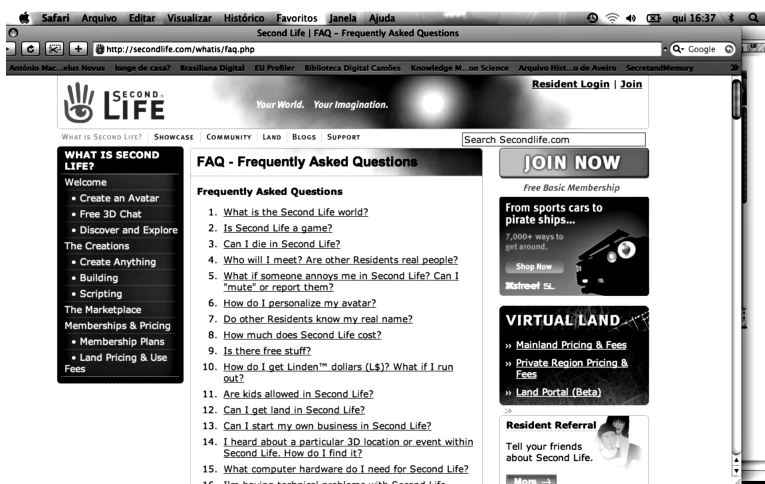 Safari Arquivo Editar Visualizar Histórico Favoritos Janela Ajuda qui 16:37
Second Life | FAQ – Frequently Asked Questions
http://secondlife.com/whatis/faq.php
Google
António Mac...elus Novus longe de casa? Brasiliana Digital EU Profiler Biblioteca Digital Camões Knowledge M...on Science Arquivo Hist...o de Aveiro SecretandMemory
Resident Login | Join
SECOND LIFE
Your World. Your Imagination.
WHAT IS SECOND LIFE? SHOWCASE COMMUNITY LAND BLOGS SUPPORT
Search Secondlife.com
WHAT IS SECOND
LIFE?
Welcome
• Create an Avatar
• Free 3D Chat
• Discover and Explore
The Creations
• Create Anything
• Building
• Scripting
The Marketplace
Memberships & Pricing
• Membership Plans
• Land Pricing & Use
Fees
FAQ - Frequently Asked Questions
Frequently Asked Questions
1. What is the Second Life world?
2. Is Second Life a game?
3. Can I die in Second Life?
4. Who will I meet? Are other Residents real people?
5. What if someone annoys me in Second Life? Can I
"mute" or report them?
6. How do I personalize my avatar?
7. Do other Residents know my real name?
8. How much does Second Life cost?
9. Is there free stuff?
10. How do I get Linden™ dollars (L$)? What if I run
out?
11. Are kids allowed in Second Life?
12. Can I get land in Second Life?
13. Can I start my own business in Second Life?
14. I heard about a particular 3D location or event within
Second Life. How do I find it?
15. What computer hardware do I need for Second Life?
16. I'm having technical problems with Second Life
JOIN NOW
Free Basic Membership
From sports cars to
pirate ships...
7,000+ ways to
get around.
Shop Now
Xstreet SL
VIRTUAL LAND
›› Mainland Pricing & Fees
›› Private Region Pricing &
Fees
›› Land Portal (Beta)
Resident Referral
Tell your friends
about Second Life.
More →